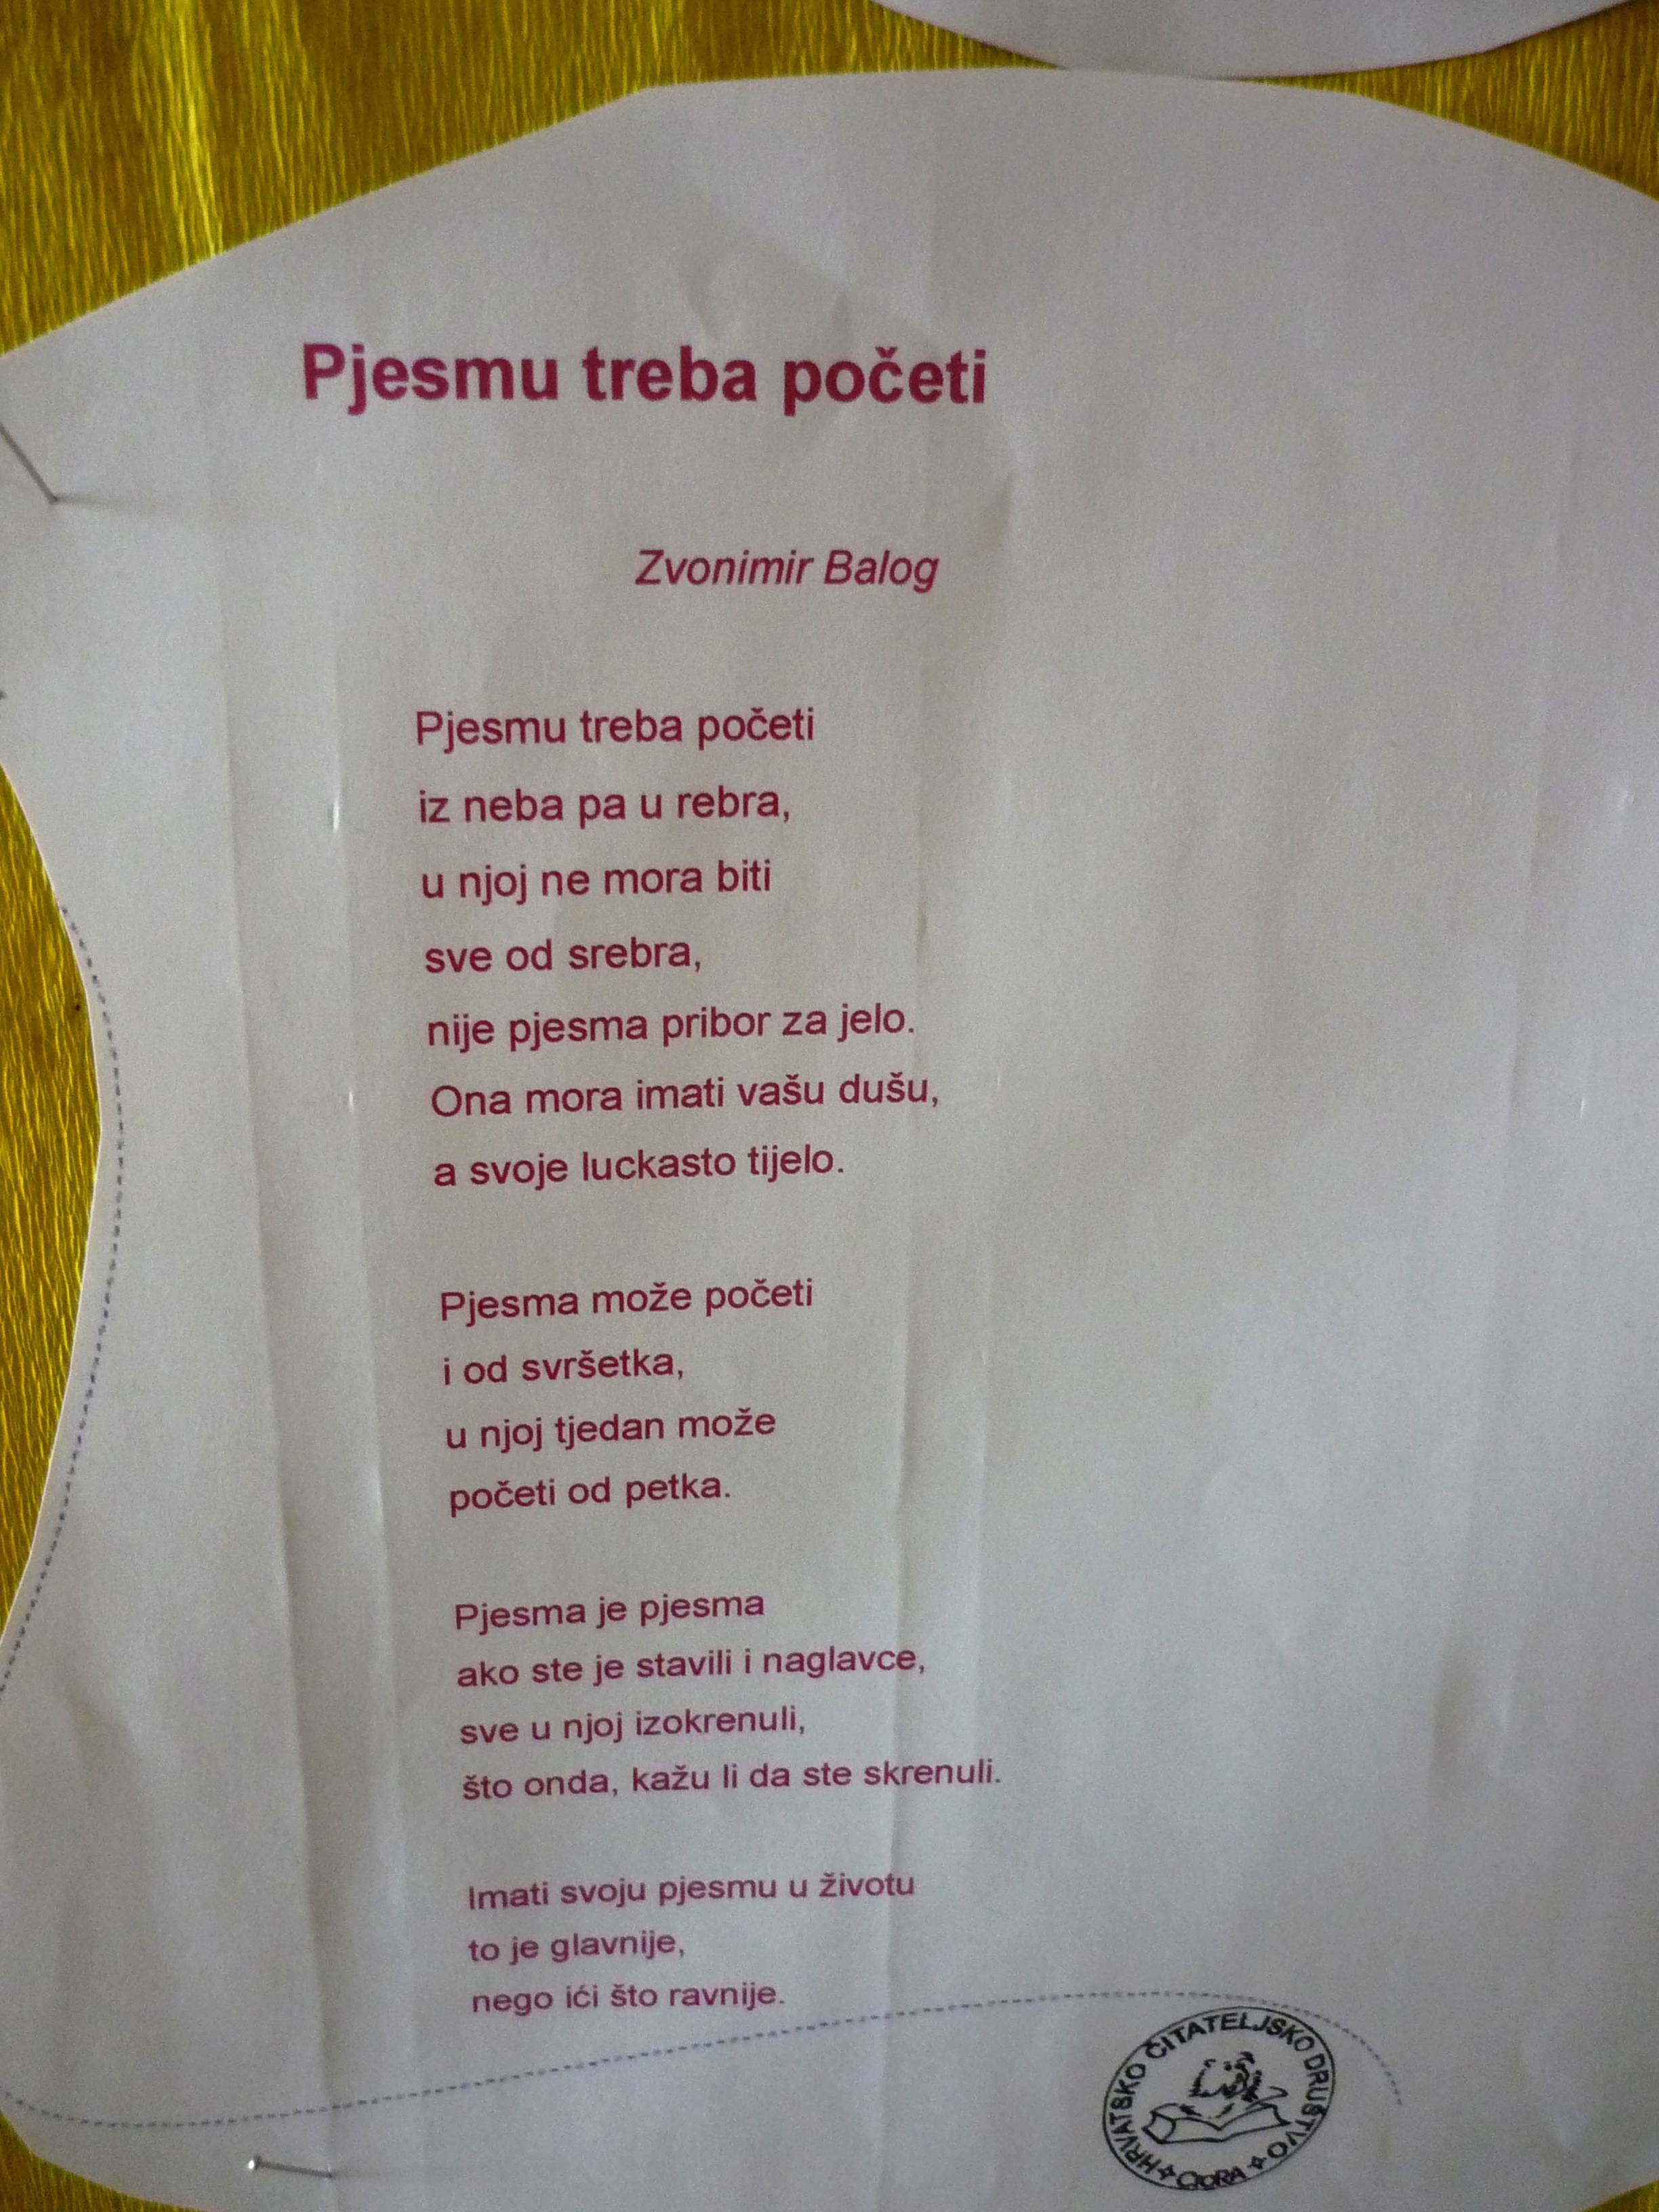 Pjesmu treba početi
Zvonimir Balog
Pjesmu treba početi
iz neba pa u rebra,
u njoj ne mora biti
sve od srebra,
nije pjesma pribor za jelo.
Ona mora imati vašu dušu,
a svoje luckasto tijelo.
Pjesma može početi
i od svršetka,
u njoj tjedan može
početi od petka.
Pjesma je pjesma
ako ste je stavili i naglavce,
sve u njoj izokrenuli,
što onda, kažu li da ste skrenuli.
Imati svoju pjesmu u životu
to je glavnije,
nego ići što ravnije.
HRVATSKO ČITATELJSKO DRUŠTVO
CroRA